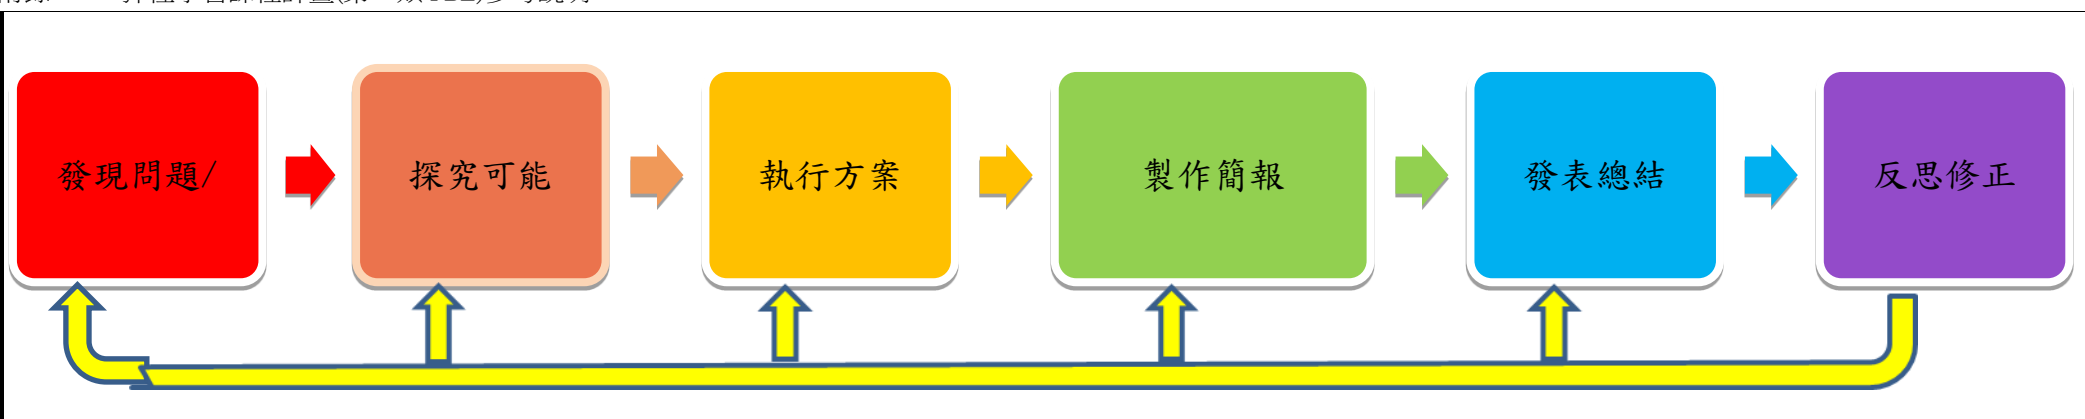 發現問題/
探究可能
執行方案
製作簡報
發表總結
反思修正